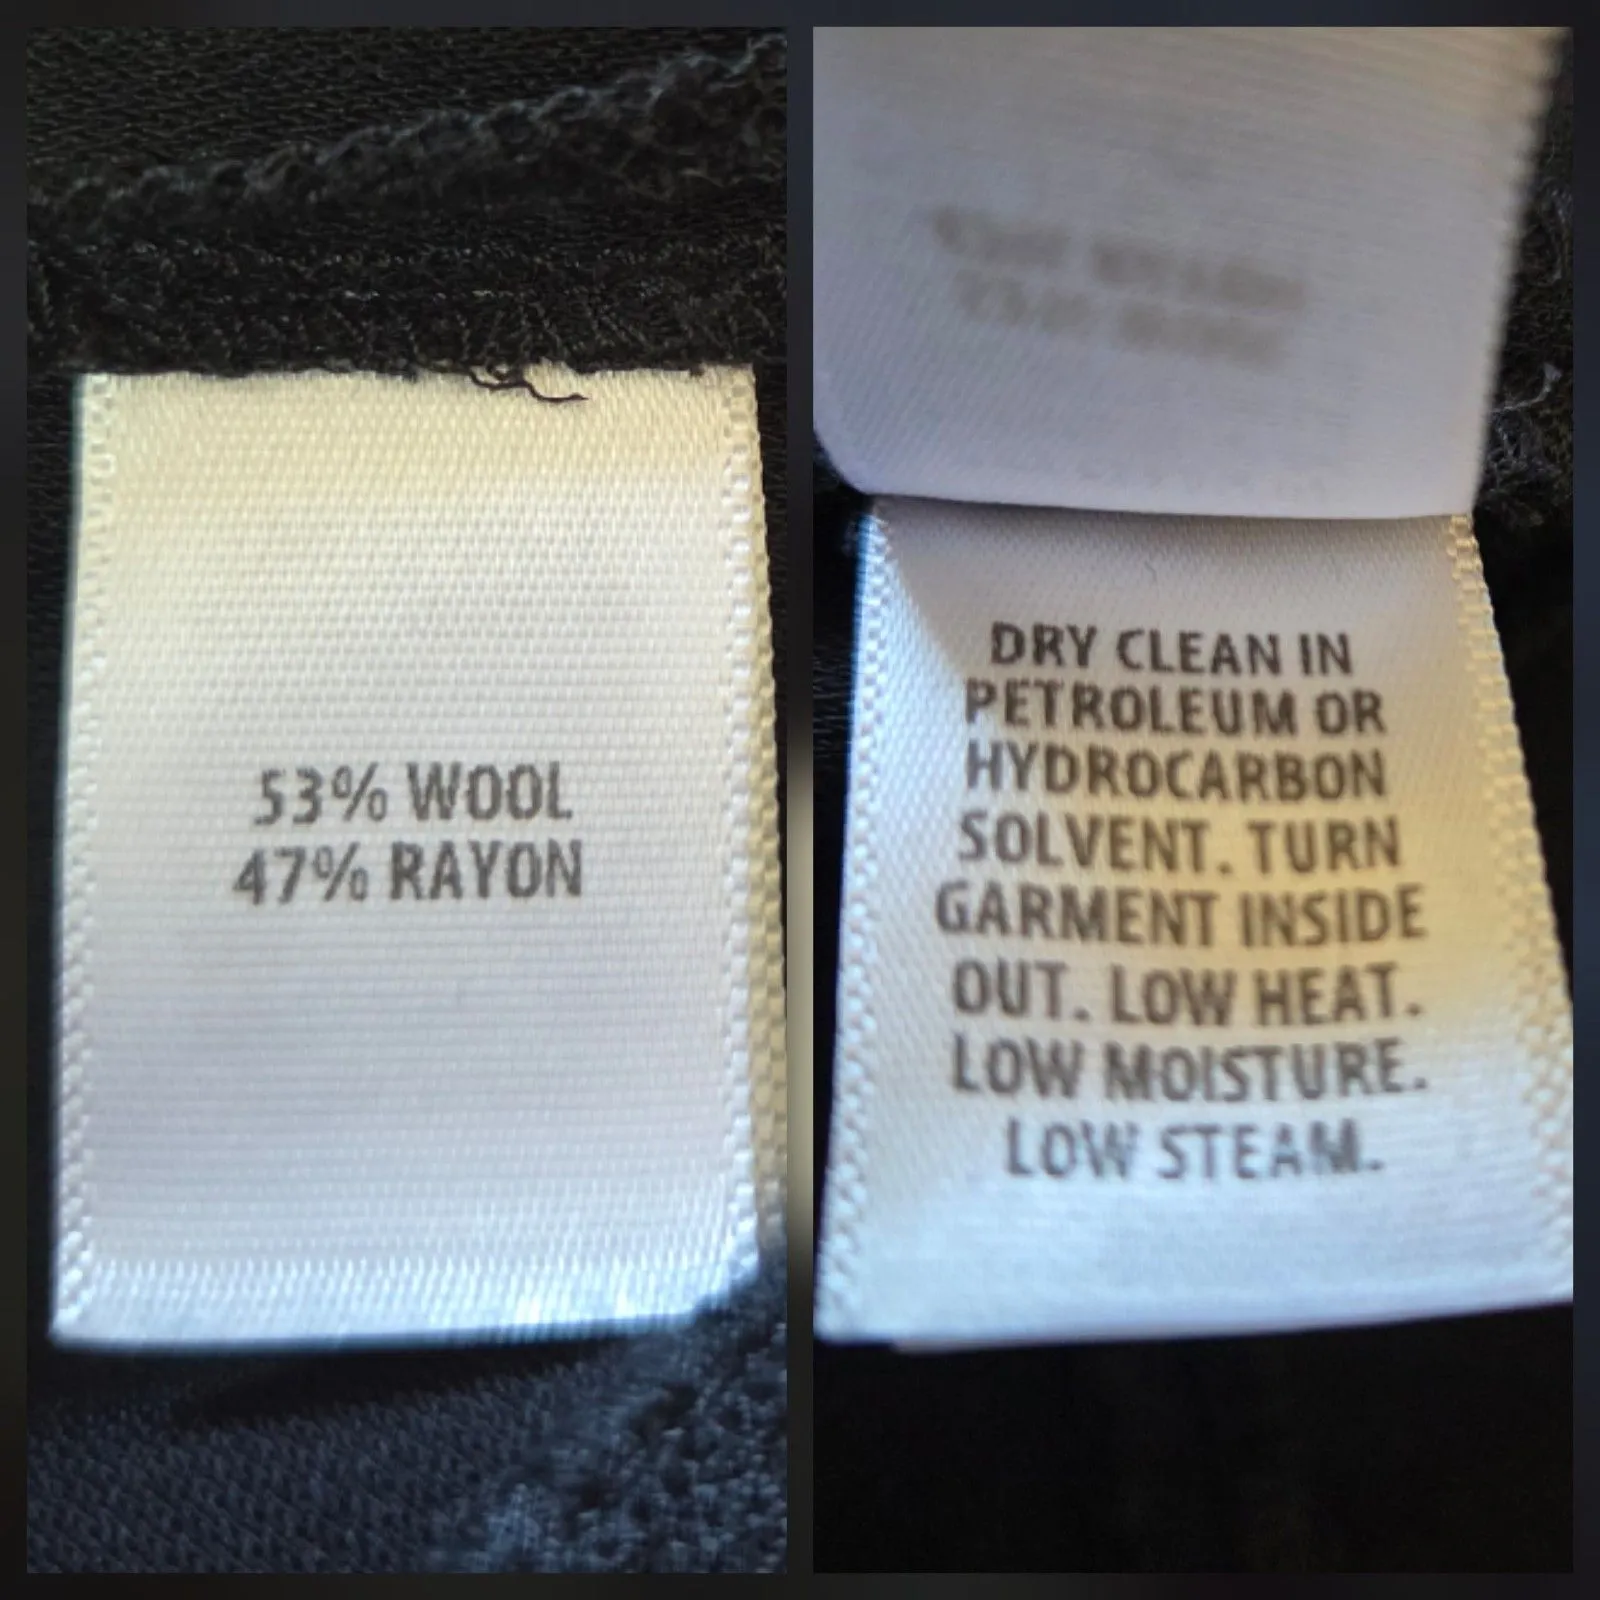 53% WOOL
47% RAYON
DRY CLEAN IN
PETROLEUM OR
HYDROCARBON
SOLVENT. TURN
GARMENT INSIDE
OUT. LOW HEAT.
LOW MOISTURE.
LOW STEAM.